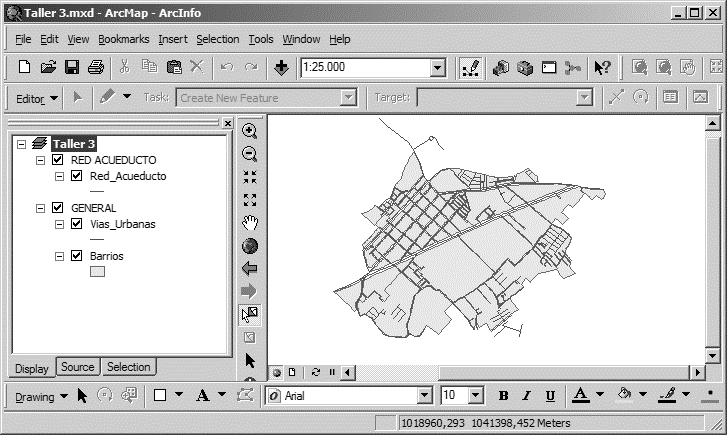 Taller 3.mxd - ArcMap - ArcInfo
File Edit View Bookmarks Insert Selection Tools Window Help
1:25.000
Editor Task: Create New Feature Target:
Taller 3
RED ACUEDUCTO
Red_Acueducto
GENERAL
Vias_Urbanas
Barrios
Display Source Selection
Drawing A Arial 10 B I U A
1018960,293 1041398,452 Meters